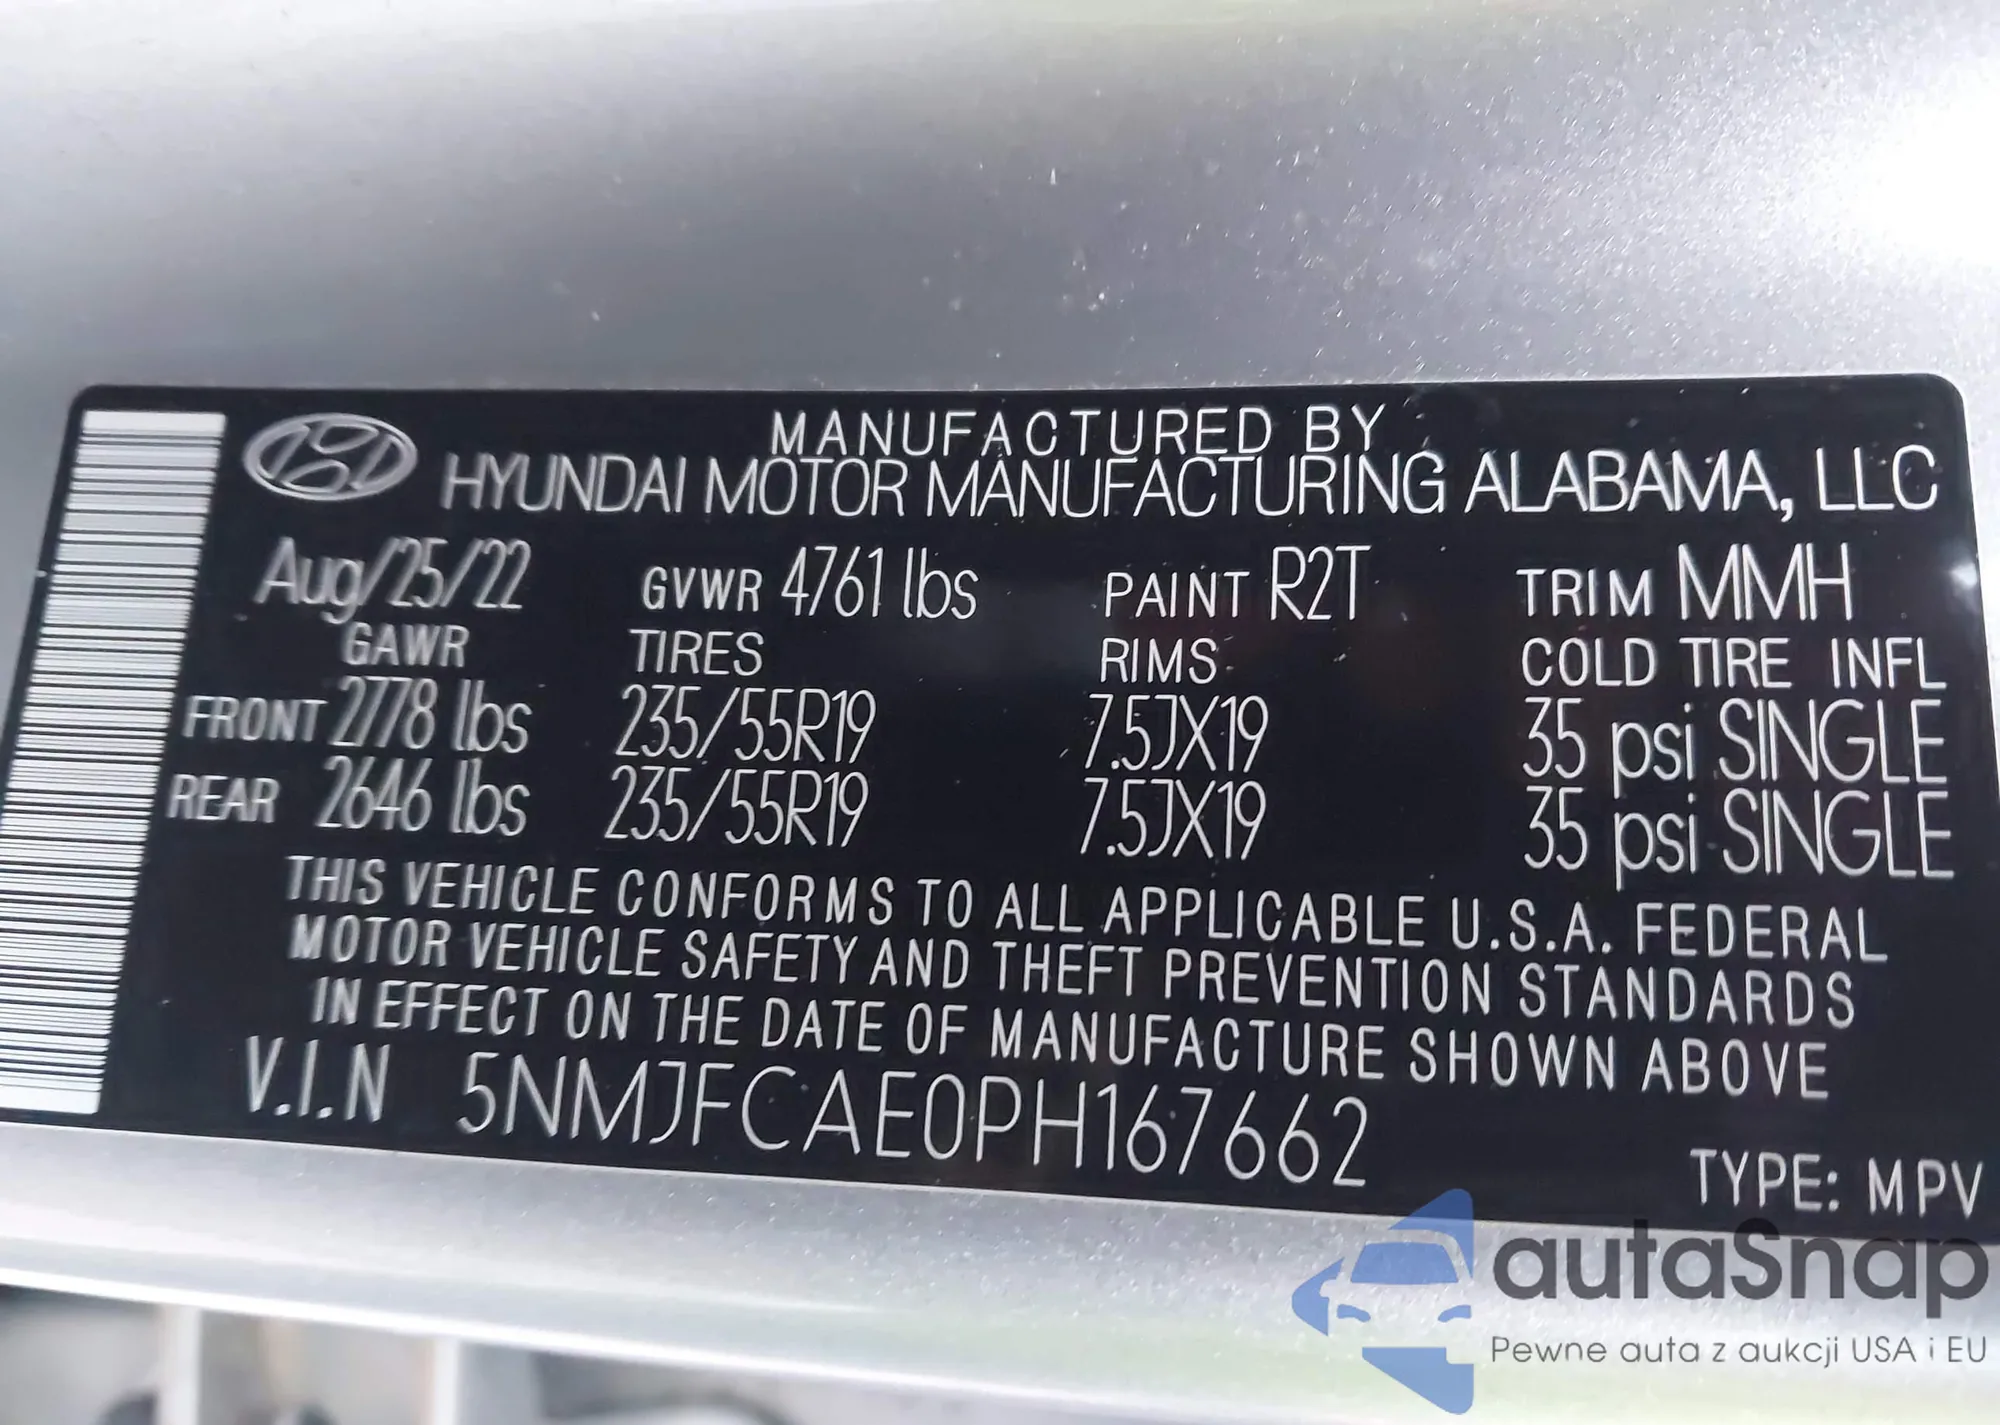 MANUFACTURED BY
HYUNDAI MOTOR MANUFACTURING ALABAMA, LLC
Aug/25/22 GVWR 4761 lbs PAINT R2T TRIM MMH
GAWR TIRES RIMS COLD TIRE INFL
FRONT 2778 lbs 235/55R19 7.5JX19 35 psi SINGLE
REAR 2646 lbs 235/55R19 7.5JX19 35 psi SINGLE
THIS VEHICLE CONFORMS TO ALL APPLICABLE U.S.A. FEDERAL
MOTOR VEHICLE SAFETY AND THEFT PREVENTION STANDARDS
IN EFFECT ON THE DATE OF MANUFACTURE SHOWN ABOVE
V.I.N 5NMJFCAE0PH167662
TYPE: MPV
autaSnap
Pewne auta z aukcji USA i EU